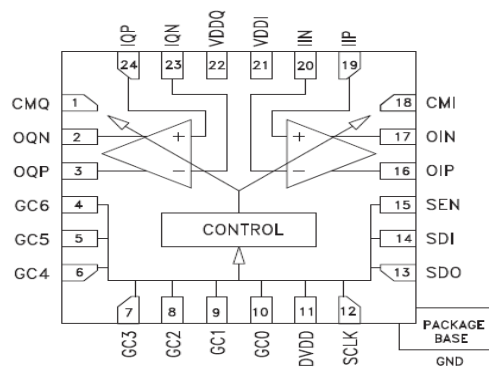 IQP
IQN
VDDQ
VDDI
IIN
IIP
24
23
22
21
20
19
CMQ 1
18 CMI
OQN 2
+
+
17 OIN
OQP 3
−
−
16 OIP
GC6 4
15 SEN
GC5 5
CONTROL
14 SDI
GC4 6
13 SDO
7
8
9
10
11
12
GC3
GC2
GC1
GC0
DVDD
SCLK
PACKAGE
BASE
GND